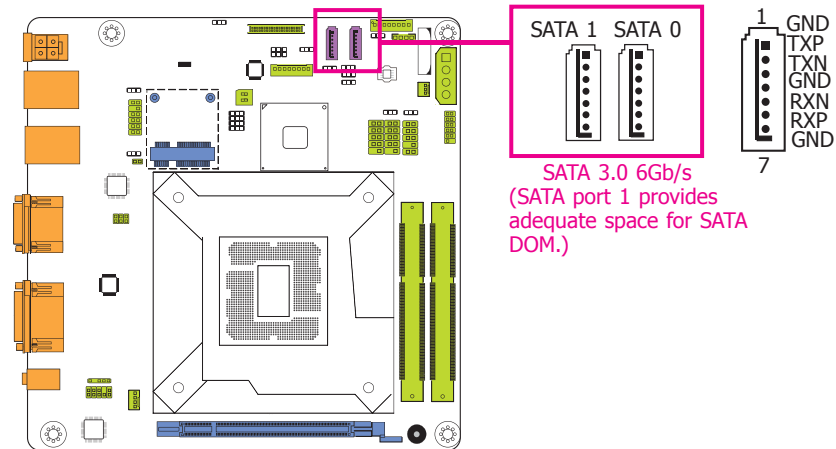 SATA 1 SATA 0
SATA 3.0 6Gb/s
(SATA port 1 provides
adequate space for SATA
DOM.)
1
GND
TXP
TXN
GND
RXN
RXP
GND
7